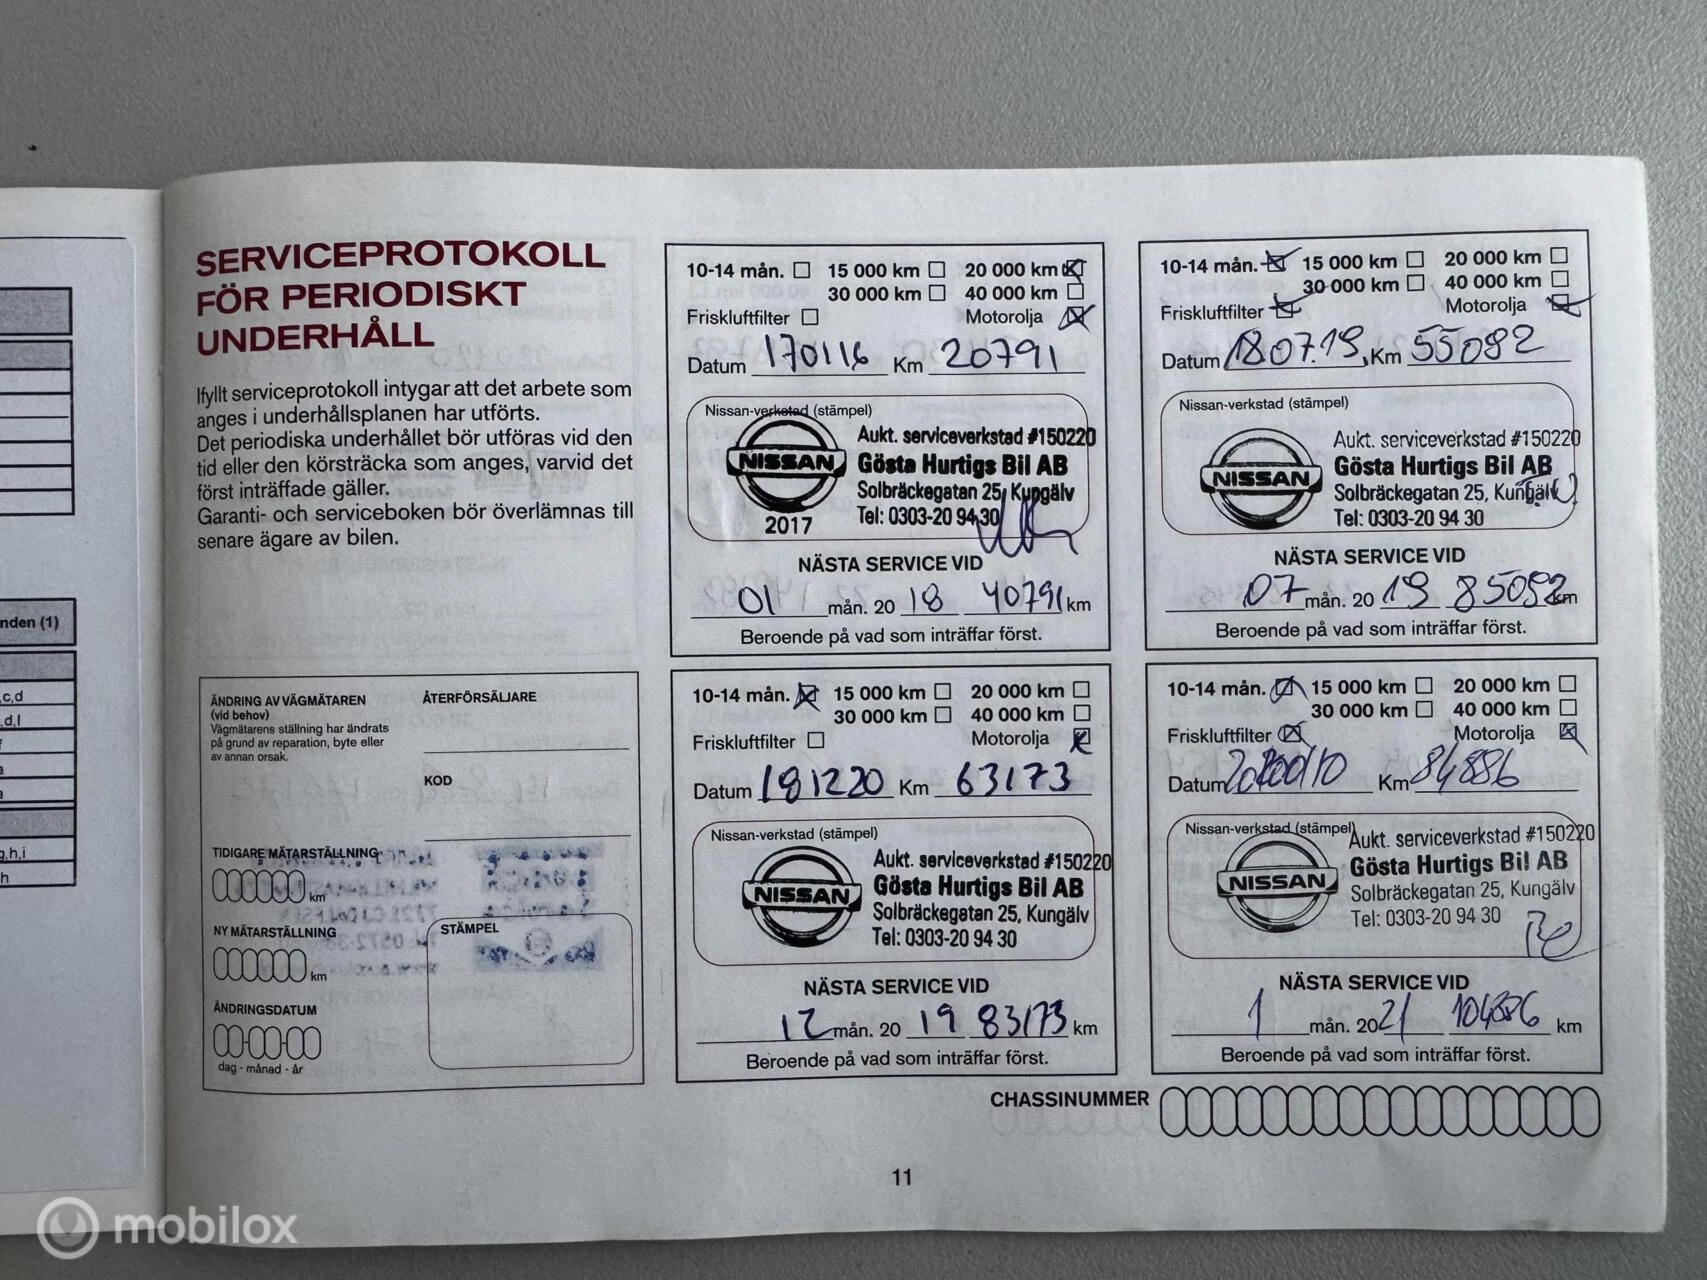 SERVICEPROTOKOLL
FÖR PERIODISKT
UNDERHÅLL
Ifyllt serviceprotokoll intygar att det arbete som
anges i underhållsplanen har utförts.
Det periodiska underhållet bör utföras vid den
tid eller den körsträcka som anges, varvid det
först inträffade gäller.
Garanti- och serviceboken bör överlämnas till
senare ägare av bilen.
nden (1)
,c,d
,d,l
g,h,i
h
ÄNDRING AV VÄGMÄTAREN
(vid behov)
Vägmätarens ställning har ändrats
på grund av reparation, byte eller
av annan orsak.
ÅTERFÖRSÄLJARE
KOD
TIDIGARE MÄTARSTÄLLNING
km
NY MÄTARSTÄLLNING
km
ÄNDRINGSDATUM
dag - månad - år
STÄMPEL
10-14 mån. 15 000 km 20 000 km
30 000 km 40 000 km
Friskluftfilter Motorolja
Datum 170116 Km 20791
Nissan-verkstad (stämpel)
NISSAN
2017
Aukt. serviceverkstad #150220
Gösta Hurtigs Bil AB
Solbräckegatan 25, Kungälv
Tel: 0303-20 94 30
NÄSTA SERVICE VID
01 mån. 20 18 40791 km
Beroende på vad som inträffar först.
10-14 mån. 15 000 km 20 000 km
30 000 km 40 000 km
Friskluftfilter Motorolja
Datum 18.07.19, Km 55092
Nissan-verkstad (stämpel)
NISSAN
Aukt. serviceverkstad #150220
Gösta Hurtigs Bil AB
Solbräckegatan 25, Kungälv
Tel: 0303-20 94 30
NÄSTA SERVICE VID
07 mån. 20 19 85092 km
Beroende på vad som inträffar först.
10-14 mån. 15 000 km 20 000 km
30 000 km 40 000 km
Friskluftfilter Motorolja
Datum 181220 Km 63173
Nissan-verkstad (stämpel)
NISSAN
Aukt. serviceverkstad #150220
Gösta Hurtigs Bil AB
Solbräckegatan 25, Kungälv
Tel: 0303-20 94 30
NÄSTA SERVICE VID
12 mån. 20 19 83173 km
Beroende på vad som inträffar först.
10-14 mån. 15 000 km 20 000 km
30 000 km 40 000 km
Friskluftfilter Motorolja
Datum Km 84886
Nissan-verkstad (stämpel)
NISSAN
Aukt. serviceverkstad #150220
Gösta Hurtigs Bil AB
Solbräckegatan 25, Kungälv
Tel: 0303-20 94 30
NÄSTA SERVICE VID
1 mån. 20 21 104886 km
Beroende på vad som inträffar först.
CHASSINUMMER
11
mobilox